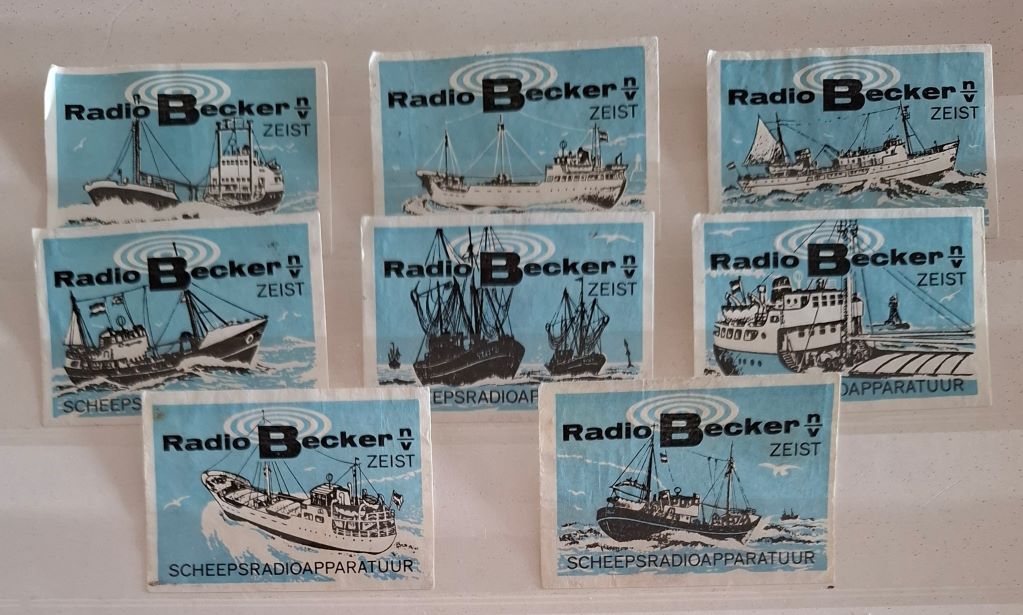 Radio Becker n/v
ZEIST
Radio Becker n/v
ZEIST
Radio Becker n/v
ZEIST
Radio Becker n/v
ZEIST
SCHEEPS
Radio Becker n/v
ZEIST
EPSRADIOAP
Radio Becker n/v
ZEIST
OAPPARATUUR
Radio Becker n/v
ZEIST
SCHEEPSRADIOAPPARATUUR
Radio Becker n/v
ZEIST
SCHEEPSRADIOAPPARATUUR